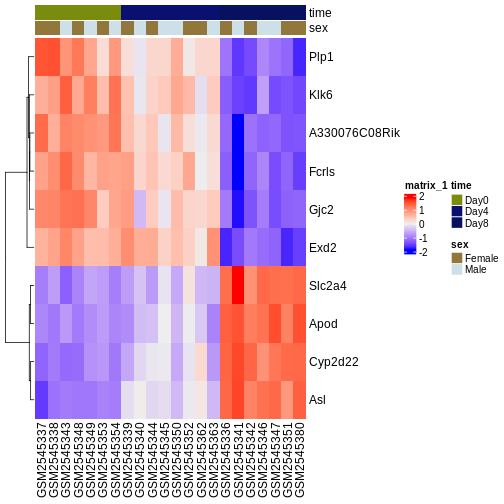 time
sex
Plp1
Klk6
A330076C08Rik
Fcrls
Gjc2
Exd2
Slc2a4
Apod
Cyp2d22
Asl
matrix_1
2
1
0
-1
-2
time
Day0
Day4
Day8
sex
Female
Male
GSM2545337
GSM2545338
GSM2545343
GSM2545348
GSM2545349
GSM2545353
GSM2545354
GSM2545339
GSM2545340
GSM2545344
GSM2545345
GSM2545350
GSM2545352
GSM2545362
GSM2545363
GSM2545336
GSM2545341
GSM2545342
GSM2545346
GSM2545347
GSM2545351
GSM2545380